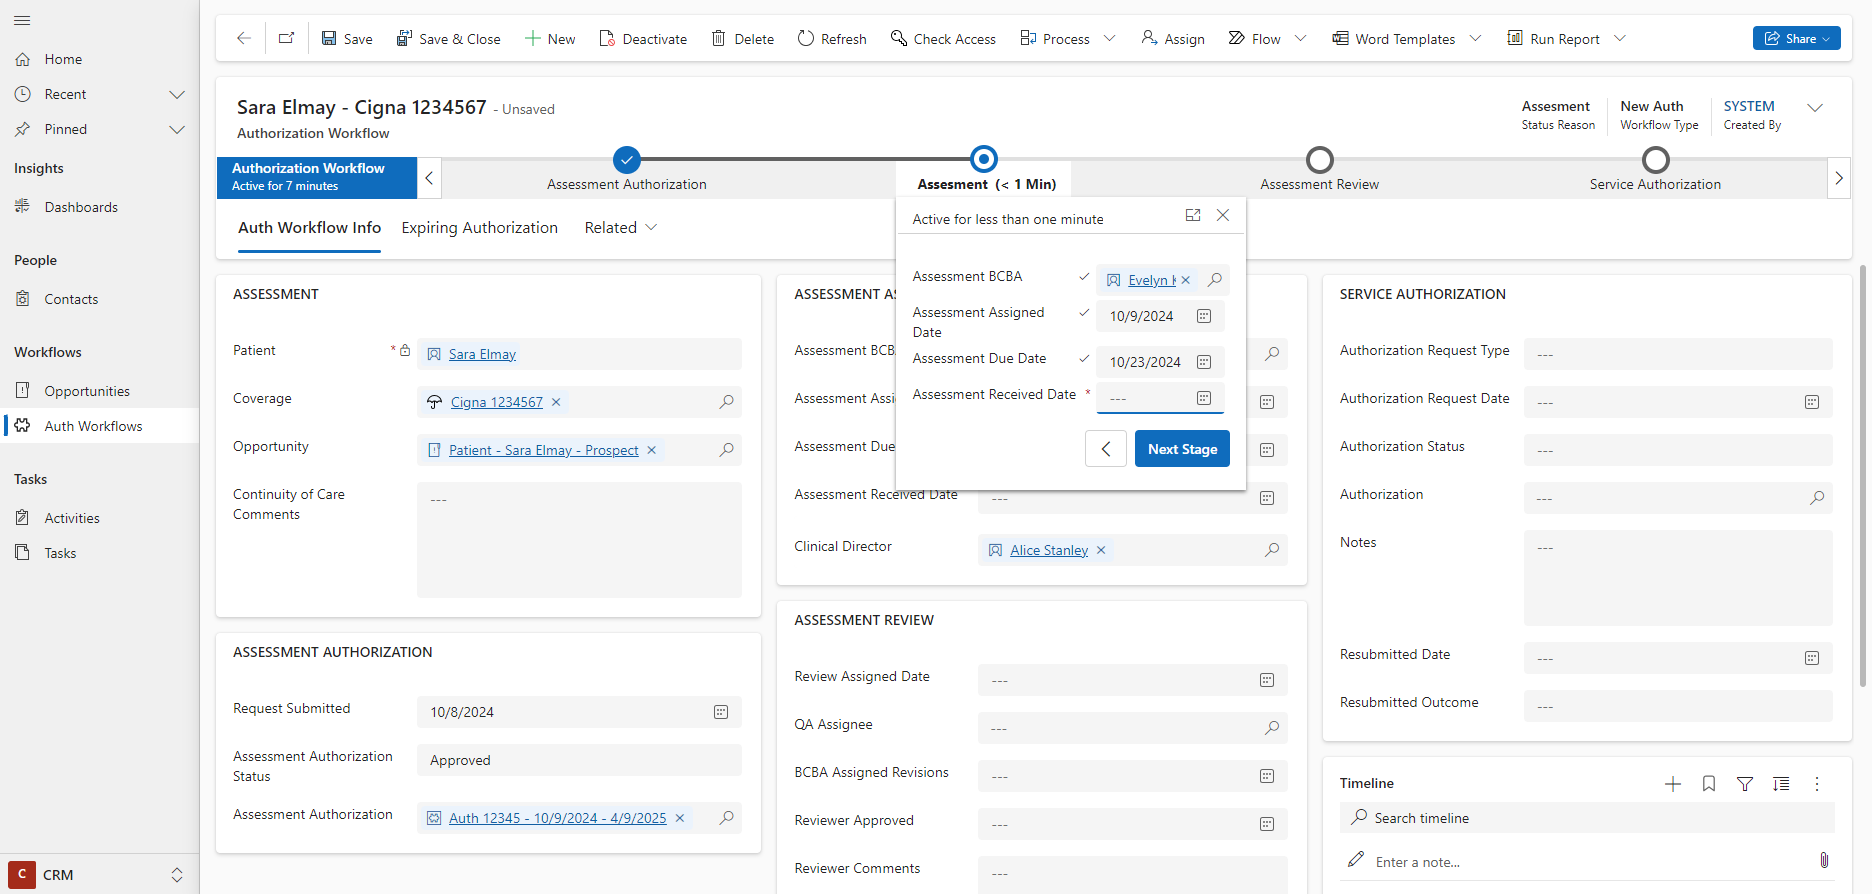 Home
Recent
Pinned
Insights
Dashboards
People
Contacts
Workflows
Opportunities
Auth Workflows
Tasks
Activities
Tasks
C CRM
Save
Save & Close
New
Deactivate
Delete
Refresh
Check Access
Process
Assign
Flow
Word Templates
Run Report
Share
Sara Elmay - Cigna 1234567 - Unsaved
Authorization Workflow
Assesment
Status Reason
New Auth
Workflow Type
SYSTEM
Created By
Authorization Workflow
Active for 7 minutes
Assessment Authorization
Assesment (< 1 Min)
Assessment Review
Service Authorization
Auth Workflow Info
Expiring Authorization
Related
Active for less than one minute
Assessment BCBA
Evelyn
Assessment Assigned
Date
10/9/2024
Assessment Due Date
10/23/2024
Assessment Received Date *
---
Next Stage
ASSESSMENT
Patient *
Sara Elmay
Coverage
Cigna 1234567
Opportunity
Patient - Sara Elmay - Prospect
Continuity of Care
Comments
---
ASSESSMENT AUTHORIZATION
Request Submitted
10/8/2024
Assessment Authorization
Status
Approved
Assessment Authorization
Auth 12345 - 10/9/2024 - 4/9/2025
ASSESSMENT
Assessment
Assessment
Assessment Due
Assessment Received Date
---
Clinical Director
Alice Stanley
ASSESSMENT REVIEW
Review Assigned Date
---
QA Assignee
---
BCBA Assigned Revisions
---
Reviewer Approved
---
Reviewer Comments
---
SERVICE AUTHORIZATION
Authorization Request Type
---
Authorization Request Date
---
Authorization Status
---
Authorization
---
Notes
---
Resubmitted Date
---
Resubmitted Outcome
---
Timeline
Search timeline
Enter a note...